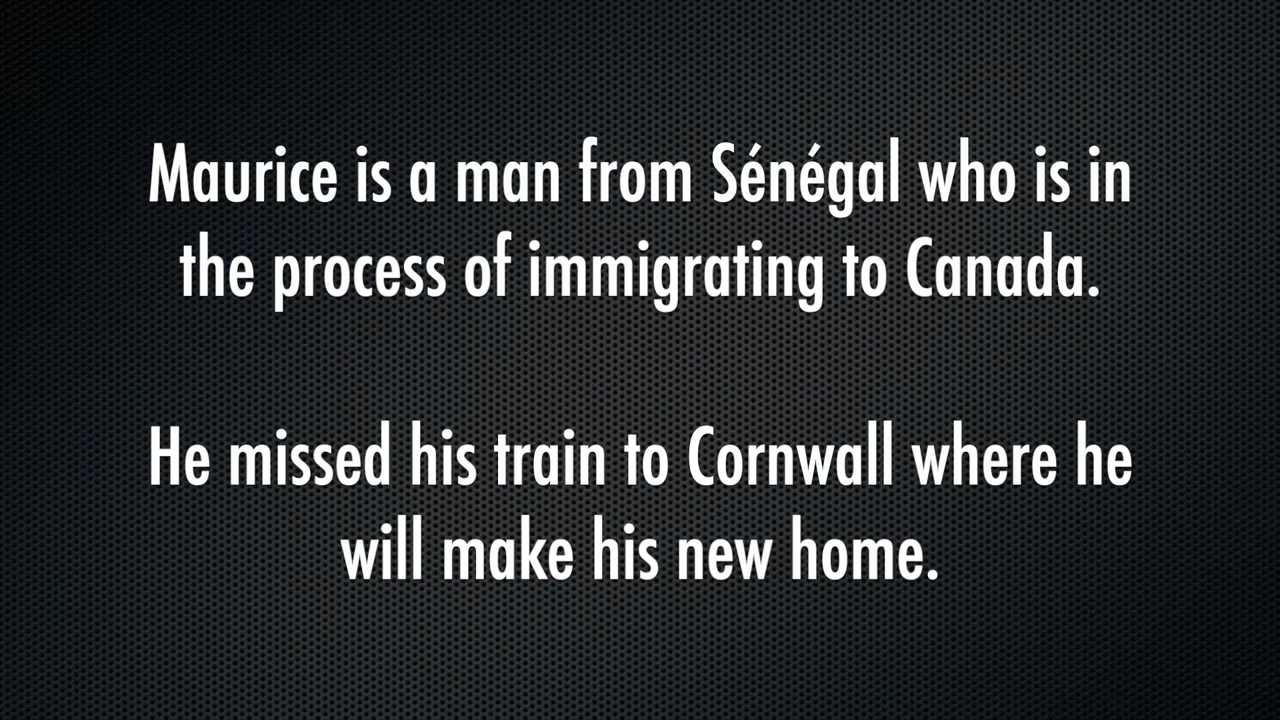 Maurice is a man from Sénégal who is in
the process of immigrating to Canada.
He missed his train to Cornwall where he
will make his new home.